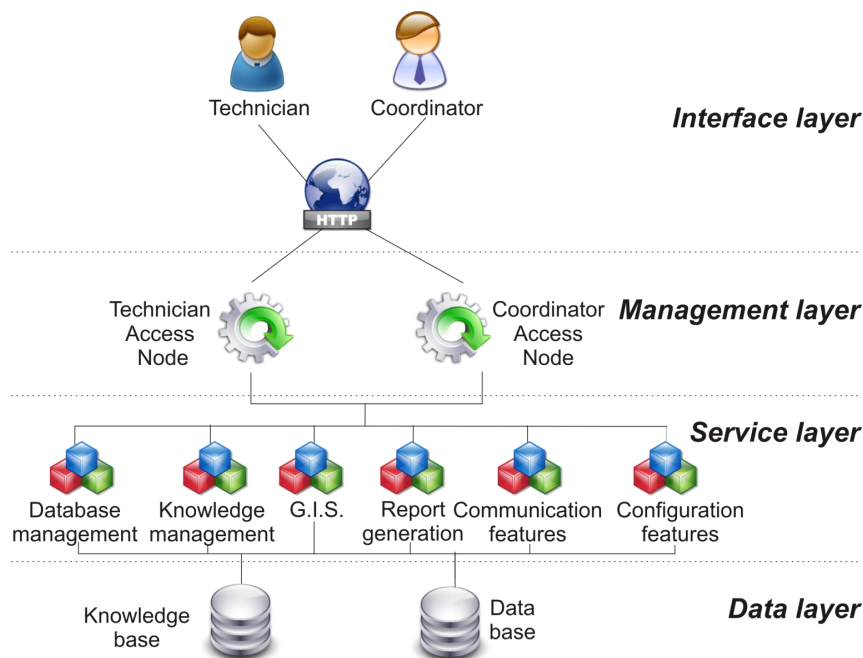 Technician
Coordinator
Interface layer
HTTP
Technician
Access
Node
Coordinator
Access
Node
Management layer
Service layer
Database
management
Knowledge
management
G.I.S.
Report
generation
Communication
features
Configuration
features
Knowledge
base
Data
base
Data layer